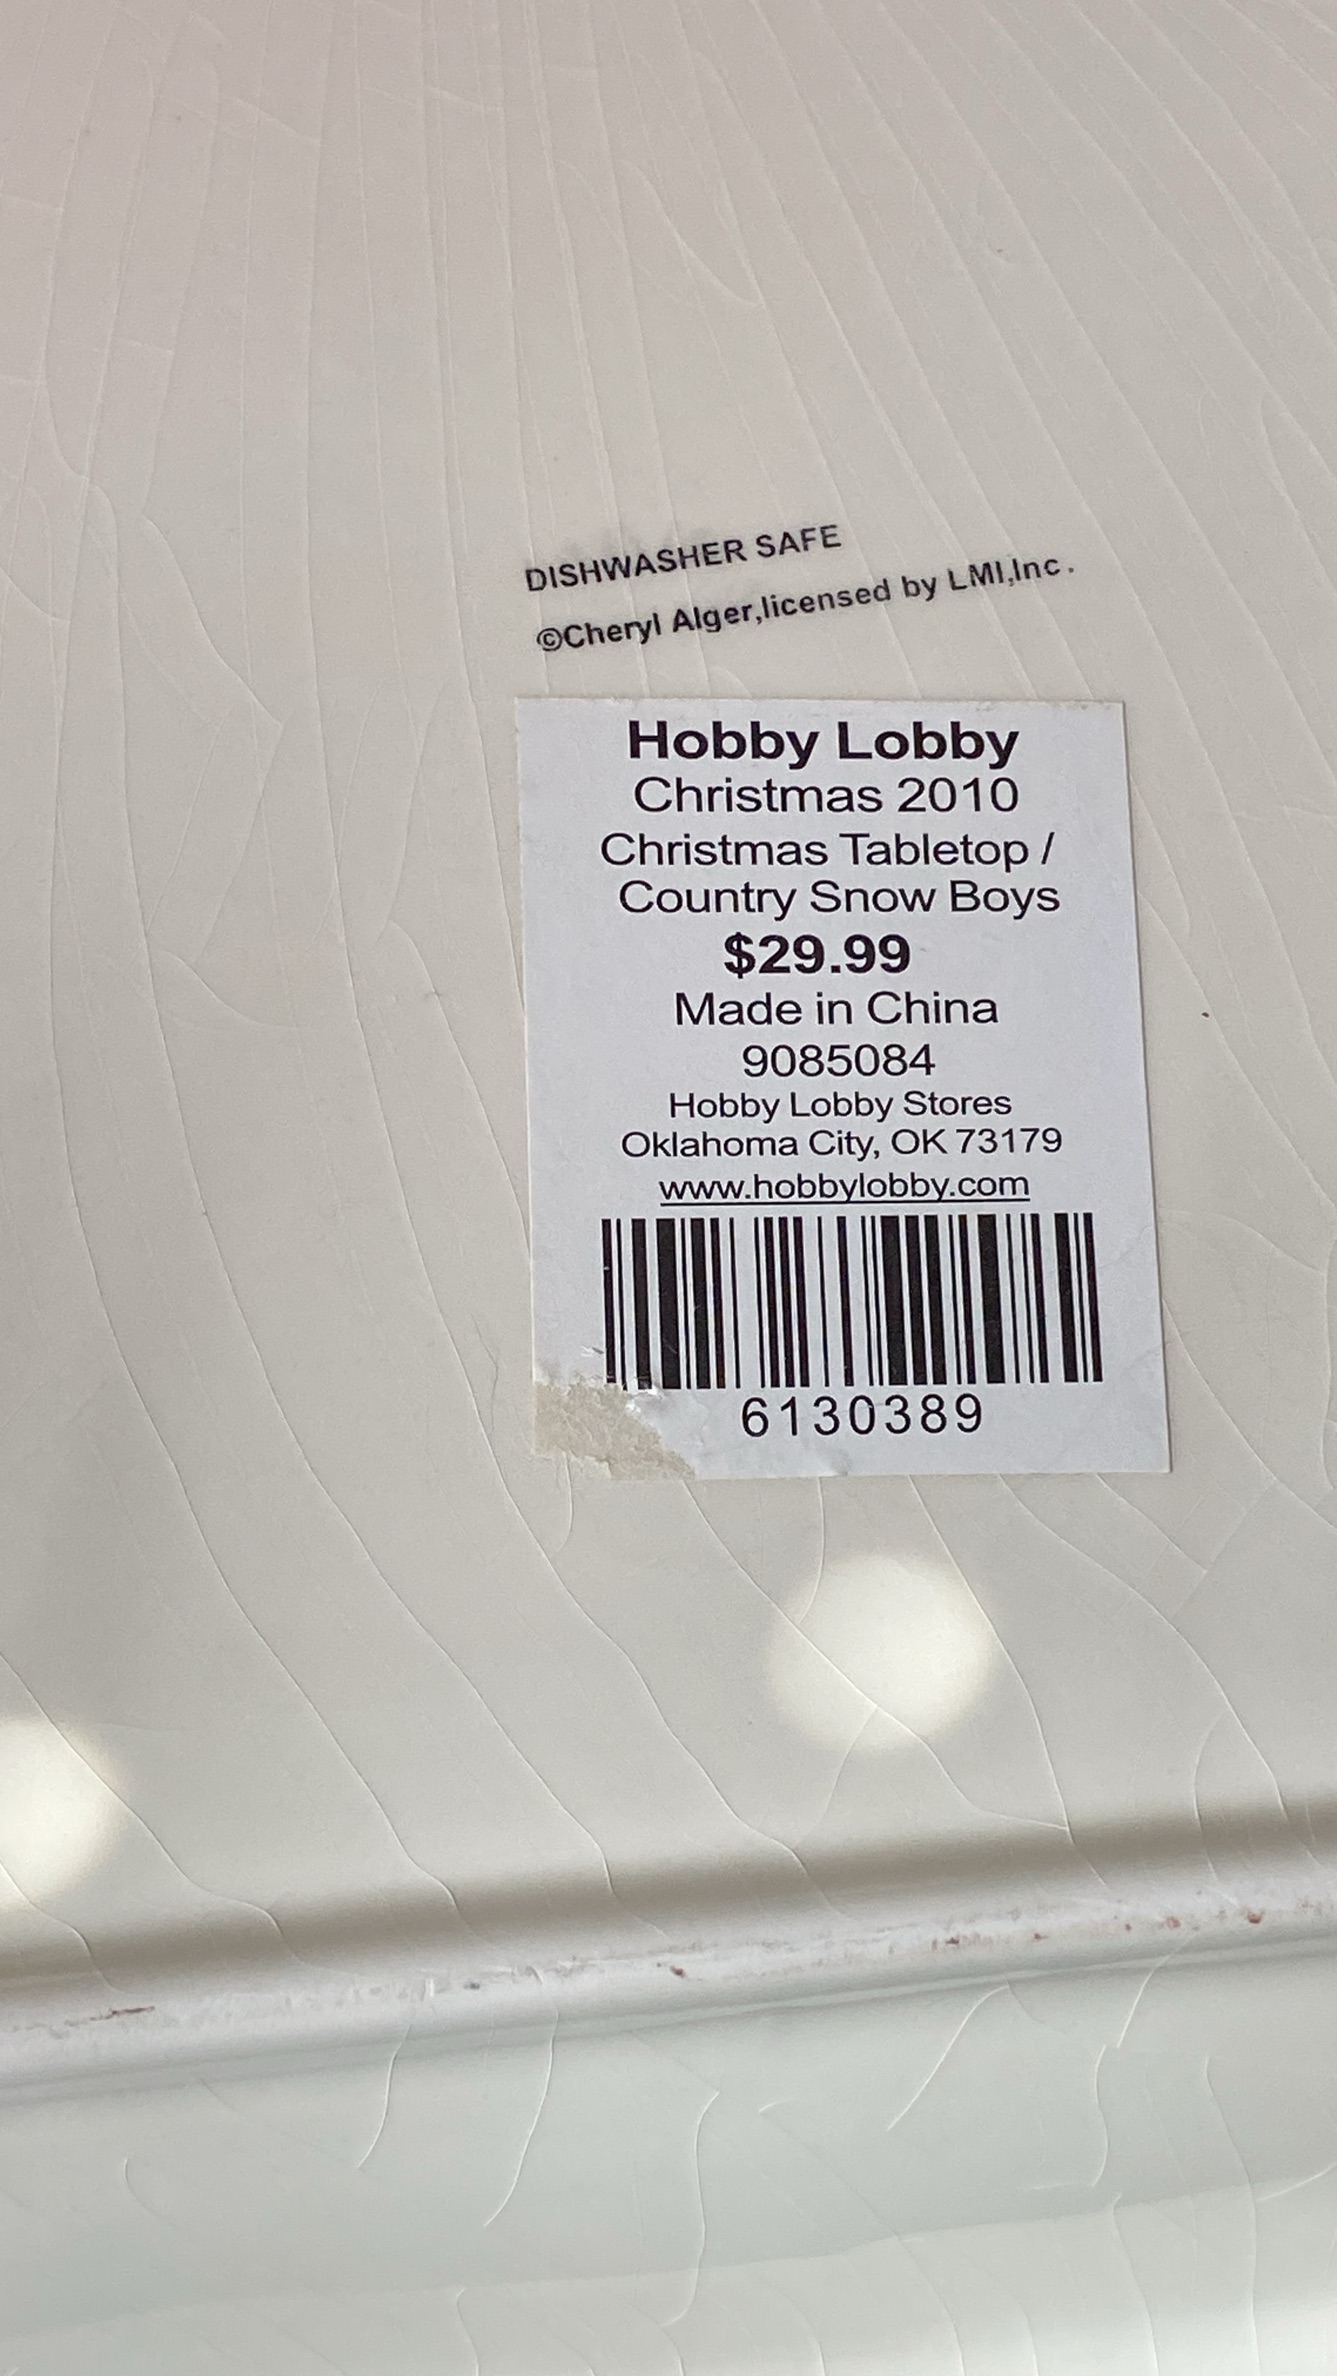 DISHWASHER SAFE
©Cheryl Alger,licensed by LMI,Inc.
Hobby Lobby
Christmas 2010
Christmas Tabletop /
Country Snow Boys
$29.99
Made in China
9085084
Hobby Lobby Stores
Oklahoma City, OK 73179
www.hobbylobby.com
6130389